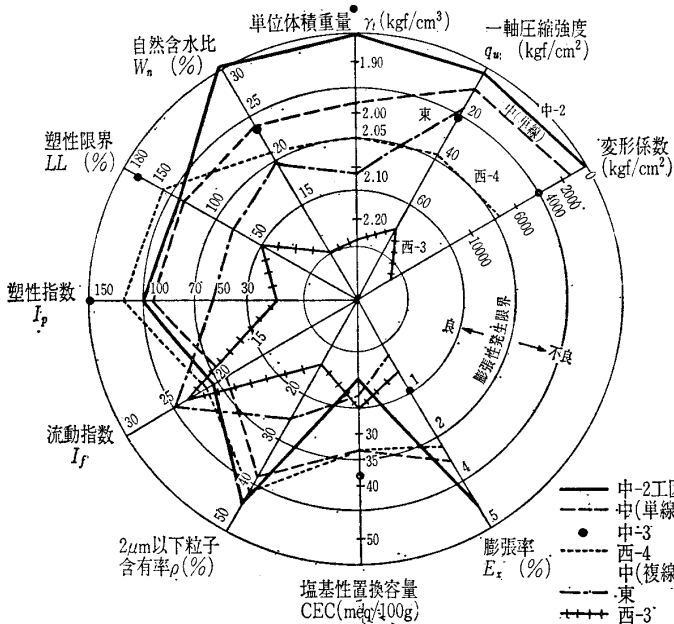 単位体積重量 γt (kgf/cm³)
一軸圧縮強度
qu (kgf/cm²)
自然含水比
Wn (%)
塑性限界
LL (%)
変形係数
(kgf/cm²)
塑性指数
Ip
流動指数
If
2μm以下粒子
含有率ρ(%)
塩基性置換容量
CEC(meq/100g)
膨張率
Ex (%)
1.90
2.00
2.05
2.10
2.20
20
40
60
0
2000
4000
6000
10000
30
25
20
15
180
150
100
50
150
100
70
50
30
30
25
20
15
50
40
30
20
30
35
40
50
1
2
4
5
東
中(単線)
中-2
西-4
西-3
良
不良
膨張性発生限界
中-2工区
中(単線
中-3
西-4
中(複線
東
西-3